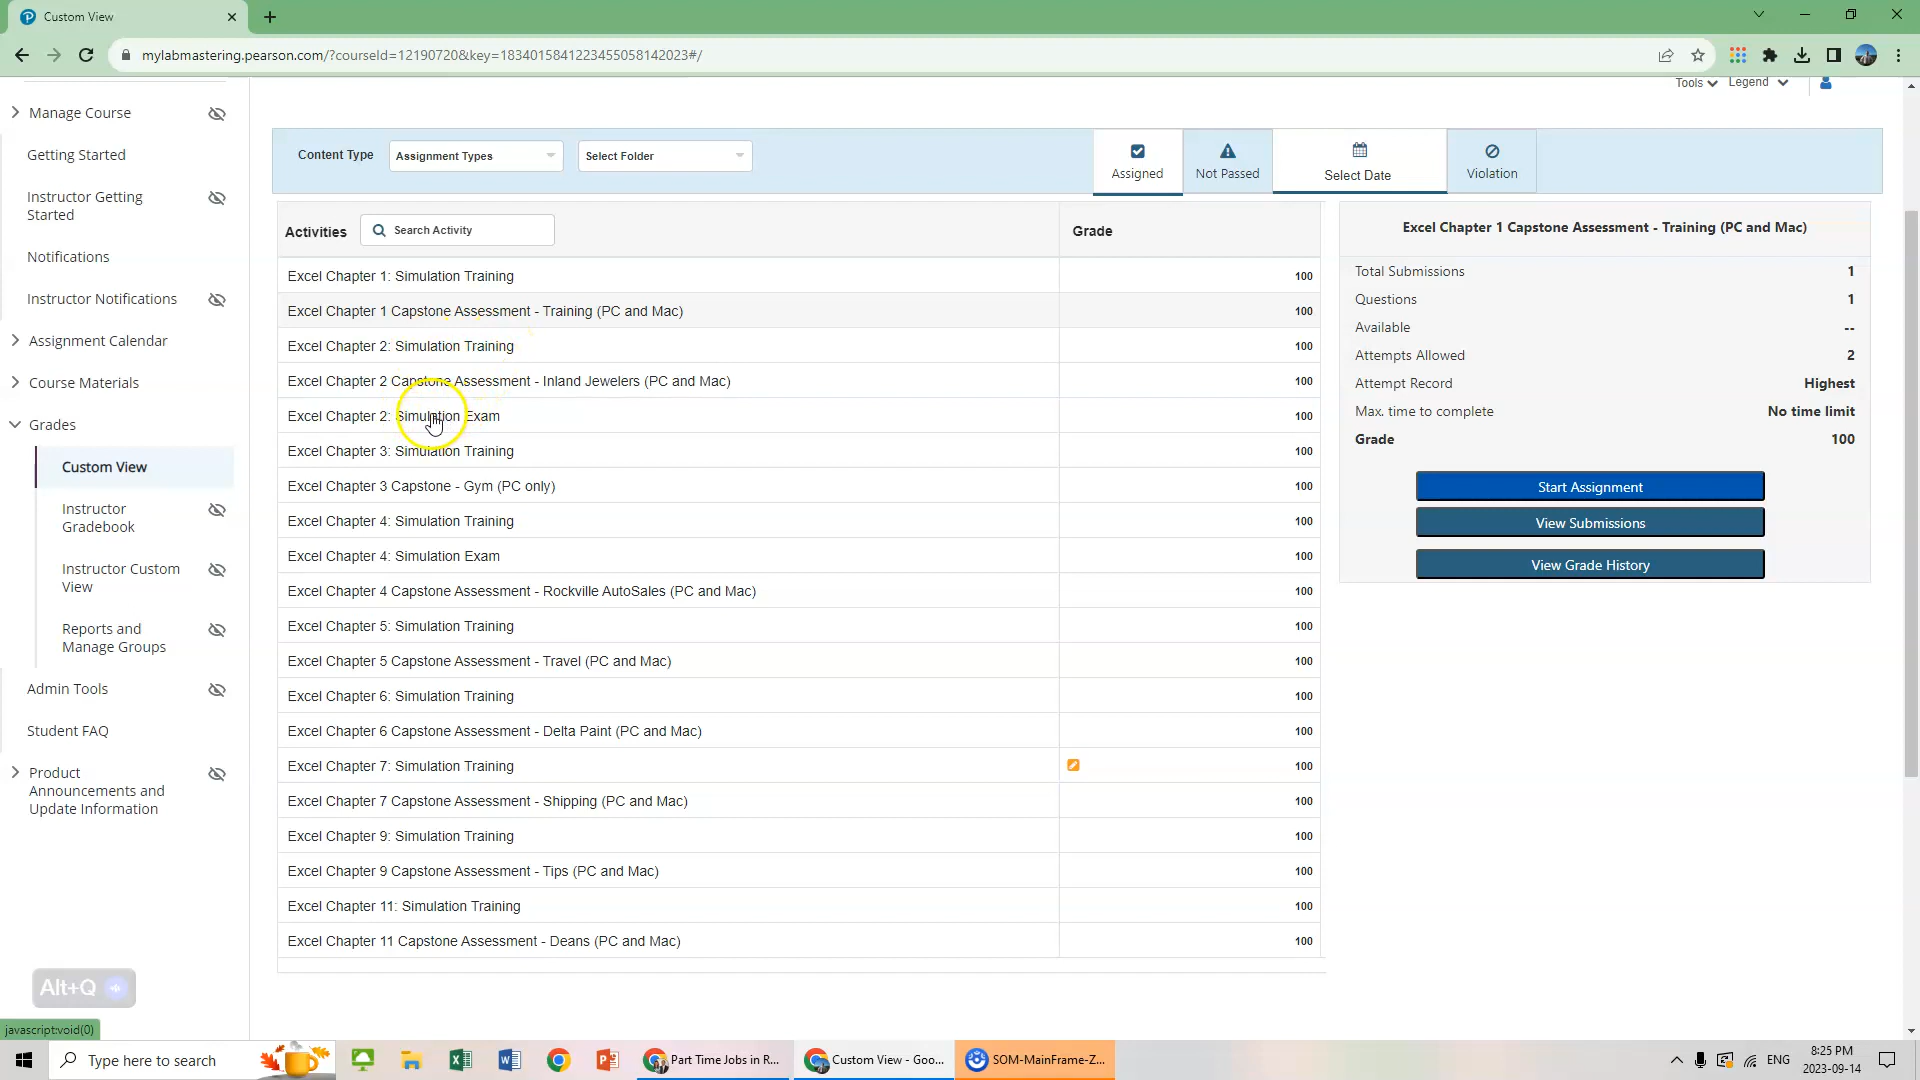 Custom View
mylabmastering.pearson.com/?courseId=12190720&key=1834015841223455058142023#/
Tools
Legend
Manage Course
Getting Started
Instructor Getting
Started
Notifications
Instructor Notifications
Assignment Calendar
Course Materials
Grades
Custom View
Instructor
Gradebook
Instructor Custom
View
Reports and
Manage Groups
Admin Tools
Student FAQ
Product
Announcements and
Update Information
Alt+Q
javascript:void(0)
Content Type
Assignment Types
Select Folder
Assigned
Not Passed
Select Date
Violation
Activities
Search Activity
Grade
Excel Chapter 1: Simulation Training 100
Excel Chapter 1 Capstone Assessment - Training (PC and Mac) 100
Excel Chapter 2: Simulation Training 100
Excel Chapter 2 Capstone Assessment - Inland Jewelers (PC and Mac) 100
Excel Chapter 2: Simulation Exam 100
Excel Chapter 3: Simulation Training 100
Excel Chapter 3 Capstone - Gym (PC only) 100
Excel Chapter 4: Simulation Training 100
Excel Chapter 4: Simulation Exam 100
Excel Chapter 4 Capstone Assessment - Rockville AutoSales (PC and Mac) 100
Excel Chapter 5: Simulation Training 100
Excel Chapter 5 Capstone Assessment - Travel (PC and Mac) 100
Excel Chapter 6: Simulation Training 100
Excel Chapter 6 Capstone Assessment - Delta Paint (PC and Mac) 100
Excel Chapter 7: Simulation Training 100
Excel Chapter 7 Capstone Assessment - Shipping (PC and Mac) 100
Excel Chapter 9: Simulation Training 100
Excel Chapter 9 Capstone Assessment - Tips (PC and Mac) 100
Excel Chapter 11: Simulation Training 100
Excel Chapter 11 Capstone Assessment - Deans (PC and Mac) 100
Excel Chapter 1 Capstone Assessment - Training (PC and Mac)
Total Submissions 1
Questions 1
Available --
Attempts Allowed 2
Attempt Record Highest
Max. time to complete No time limit
Grade 100
Start Assignment
View Submissions
View Grade History
Type here to search
Part Time Jobs in R...
Custom View - Goo...
SOM-MainFrame-Z...
ENG
8:25 PM
2023-09-14